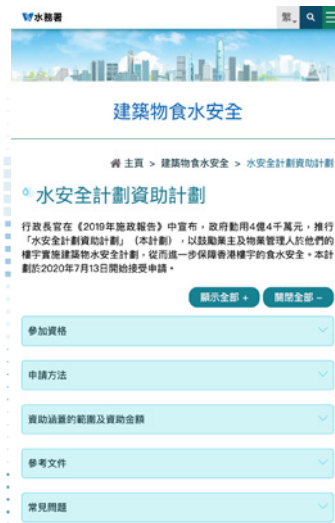 水務署
繁
建築物食水安全
主頁 > 建築物食水安全 > 水安全計劃資助計劃
水安全計劃資助計劃
行政長官在《2019年施政報告》中宣布，政府動用4億4千萬元，推行
「水安全計劃資助計劃」（本計劃），以鼓勵業主及物業管理人於他們的
樓宇實施建築物水安全計劃，從而進一步保障香港樓宇的食水安全。本計
劃於2020年7月13日開始接受申請。
顯示全部 + 關閉全部 −
參加資格
申請方法
資助涵蓋的範圍及資助金額
參考文件
常見問題